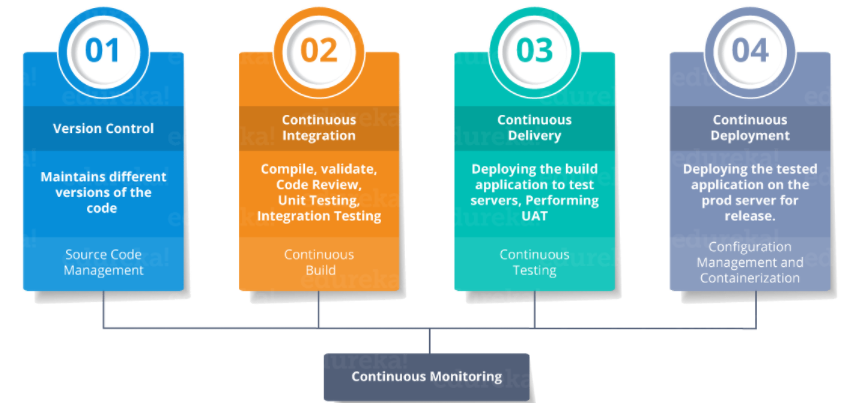 01
Version Control
Maintains different
versions of the
code
Source Code
Management
02
Continuous
Integration
Compile, validate,
Code Review,
Unit Testing,
Integration Testing
Continuous
Build
03
Continuous
Delivery
Deploying the build
application to test
servers, Performing
UAT
Continuous
Testing
04
Continuous
Deployment
Deploying the tested
application on the
prod server for
release.
Configuration
Management and
Containerization
Continuous Monitoring
edureka!